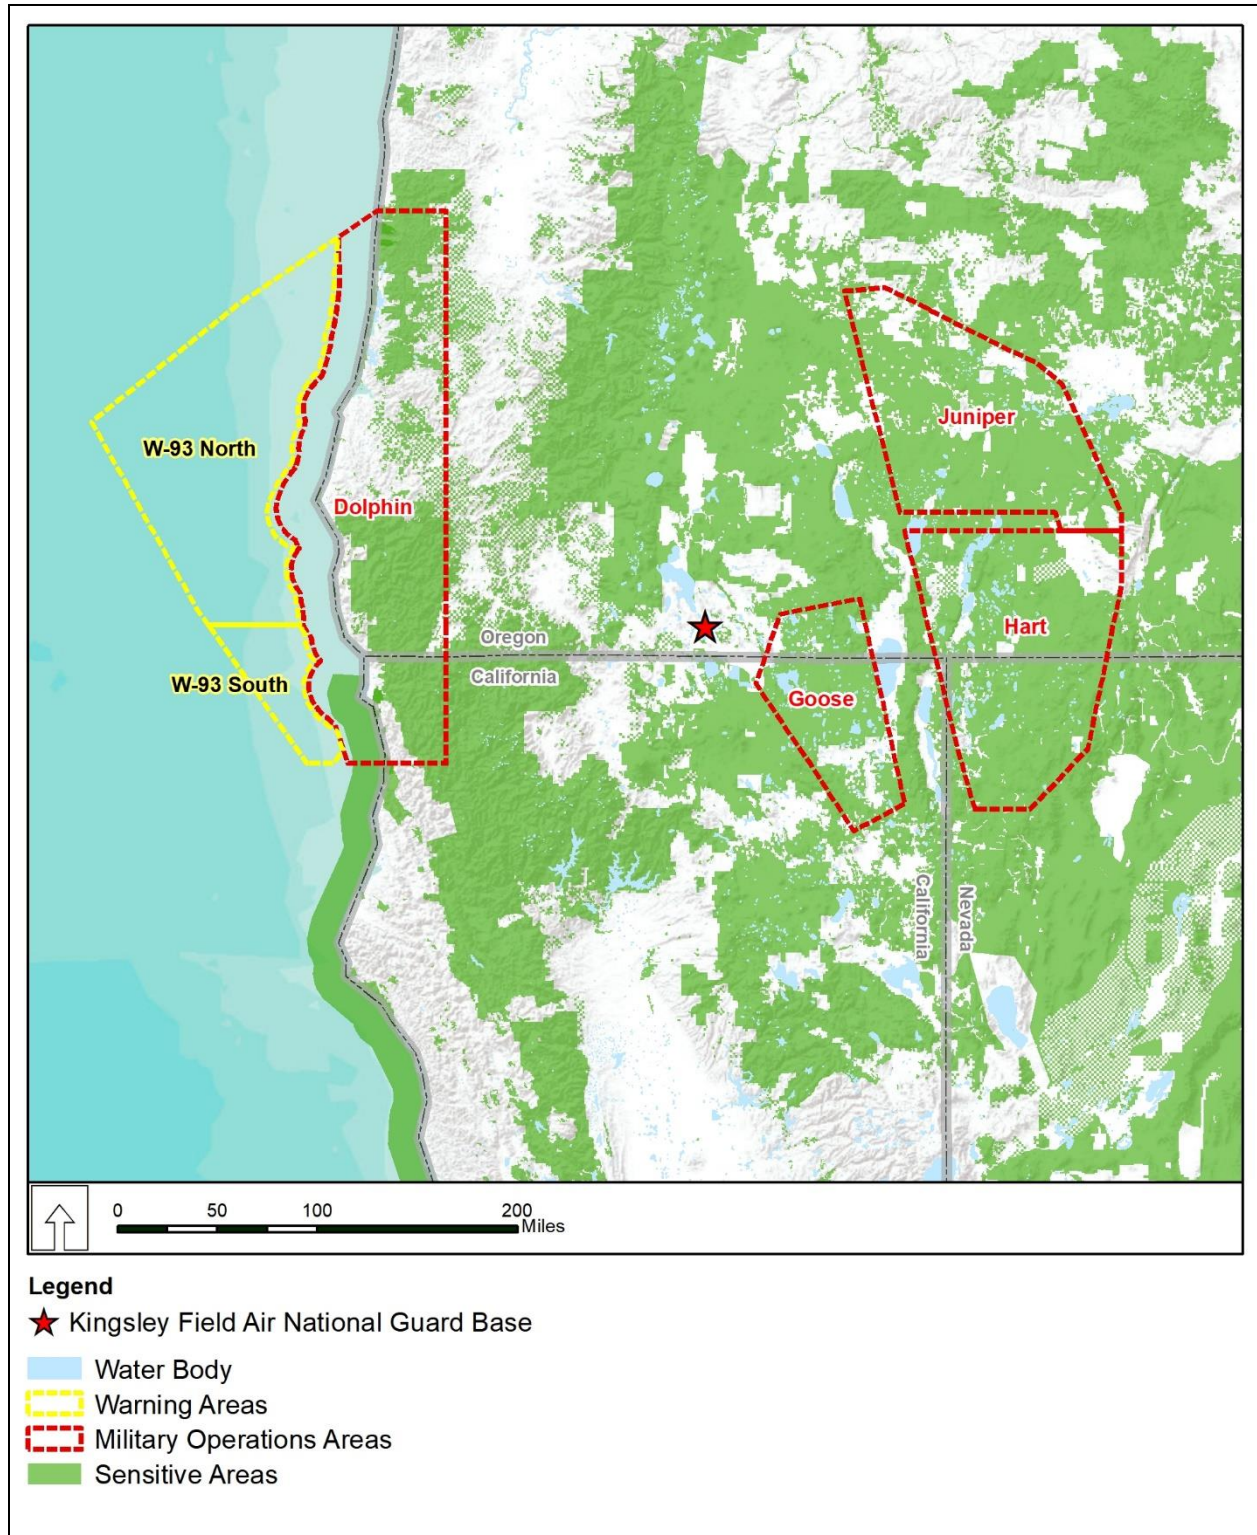 Juniper
W-93 North
Dolphin
Hart
Oregon
California
W-93 South
Goose
California
Nevada
0 50 100 200
Miles
Legend
Kingsley Field Air National Guard Base
Water Body
Warning Areas
Military Operations Areas
Sensitive Areas